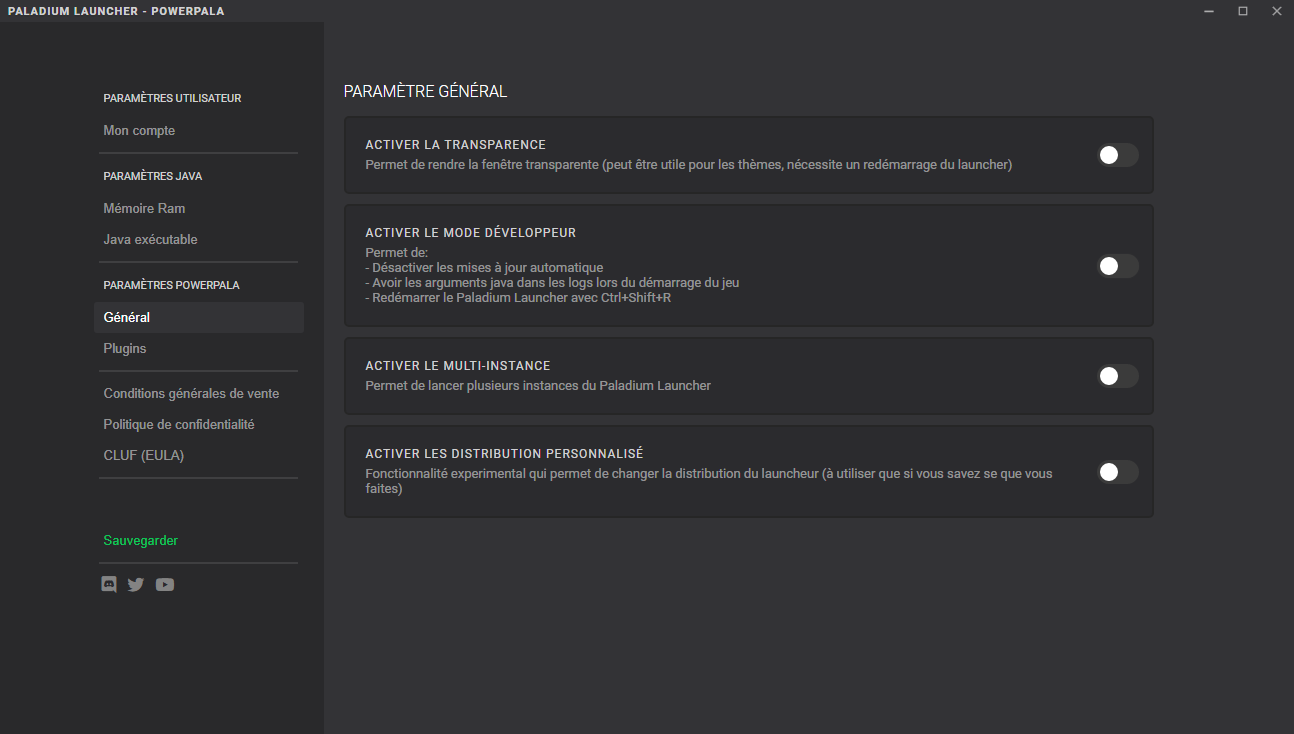 PALADIUM LAUNCHER - POWERPALA
PARAMÈTRES UTILISATEUR
Mon compte
PARAMÈTRES JAVA
Mémoire Ram
Java exécutable
PARAMÈTRES POWERPALA
Général
Plugins
Conditions générales de vente
Politique de confidentialité
CLUF (EULA)
Sauvegarder
PARAMÈTRE GÉNÉRAL
ACTIVER LA TRANSPARENCE
Permet de rendre la fenêtre transparente (peut être utile pour les thèmes, nécessite un redémarrage du launcher)
ACTIVER LE MODE DÉVELOPPEUR
Permet de:
- Désactiver les mises à jour automatique
- Avoir les arguments java dans les logs lors du démarrage du jeu
- Redémarrer le Paladium Launcher avec Ctrl+Shift+R
ACTIVER LE MULTI-INSTANCE
Permet de lancer plusieurs instances du Paladium Launcher
ACTIVER LES DISTRIBUTION PERSONNALISÉ
Fonctionnalité experimental qui permet de changer la distribution du launcheur (à utiliser que si vous savez se que vous
faites)